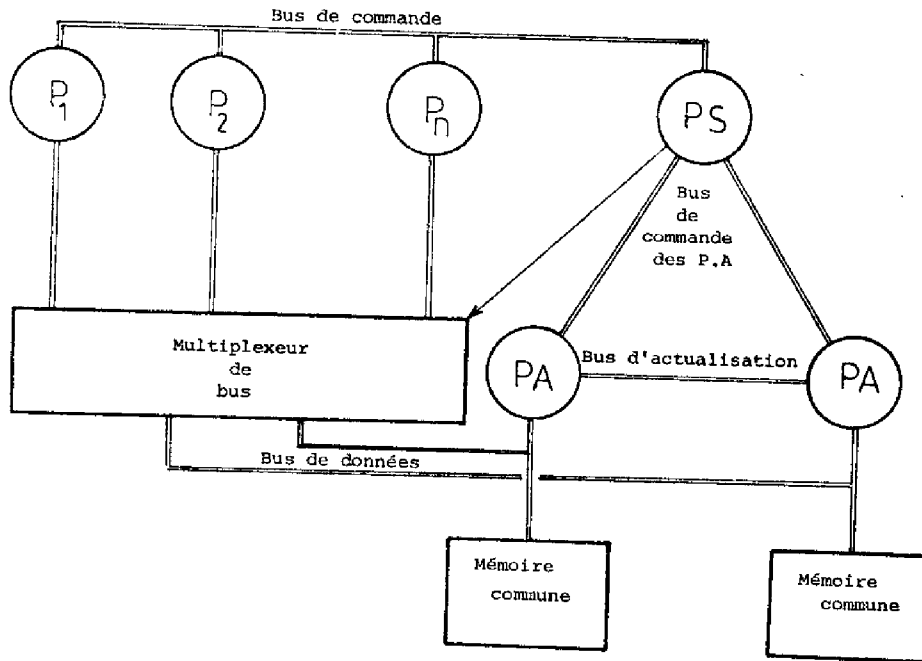 Bus de commande
P1
P2
Pn
PS
Bus
de
commande
des P.A
Multiplexeur
de
bus
PA
Bus d'actualisation
PA
Bus de données
Mémoire
commune
Mémoire
commune